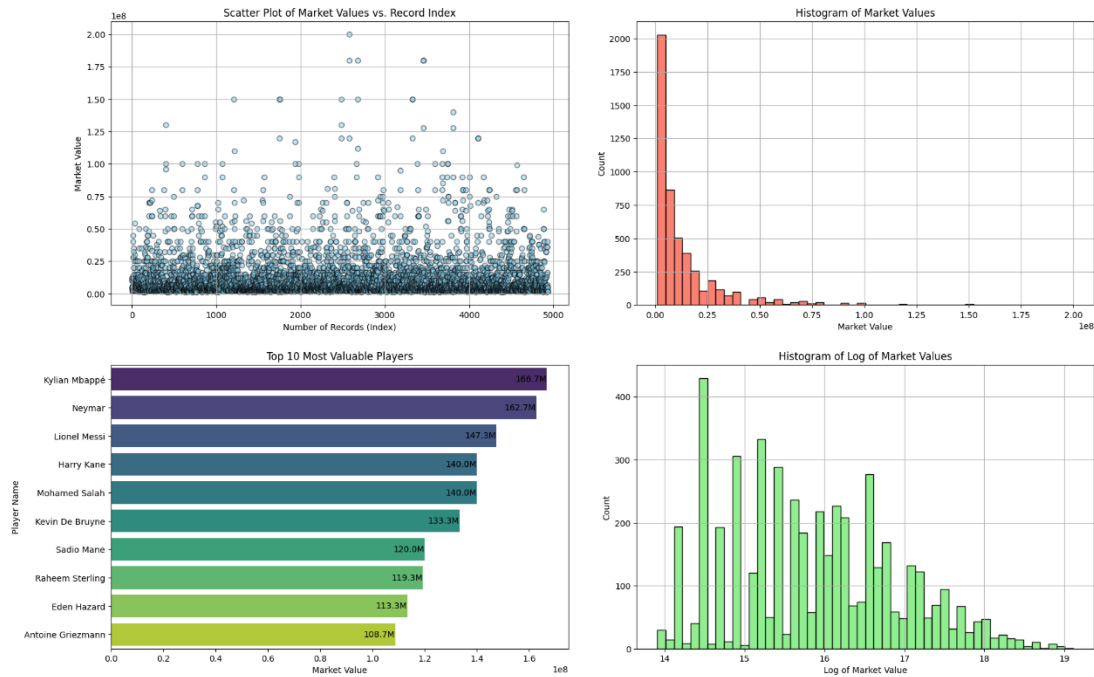 Scatter Plot of Market Values vs. Record Index
1e8
2.00
1.75
1.50
1.25
1.00
0.75
0.50
0.25
0.00
Market Value
0 1000 2000 3000 4000 5000
Number of Records (Index)
Histogram of Market Values
2000
1750
1500
1250
1000
750
500
250
0
Count
0.00 0.25 0.50 0.75 1.00 1.25 1.50 1.75 2.00
Market Value
1e8
Top 10 Most Valuable Players
Player Name
Kylian Mbappé 166.7M
Neymar 162.7M
Lionel Messi 147.3M
Harry Kane 140.0M
Mohamed Salah 140.0M
Kevin De Bruyne 133.3M
Sadio Mane 120.0M
Raheem Sterling 119.3M
Eden Hazard 113.3M
Antoine Griezmann 108.7M
0.0 0.2 0.4 0.6 0.8 1.0 1.2 1.4 1.6
Market Value
1e8
Histogram of Log of Market Values
400
300
200
100
0
Count
14 15 16 17 18 19
Log of Market Value